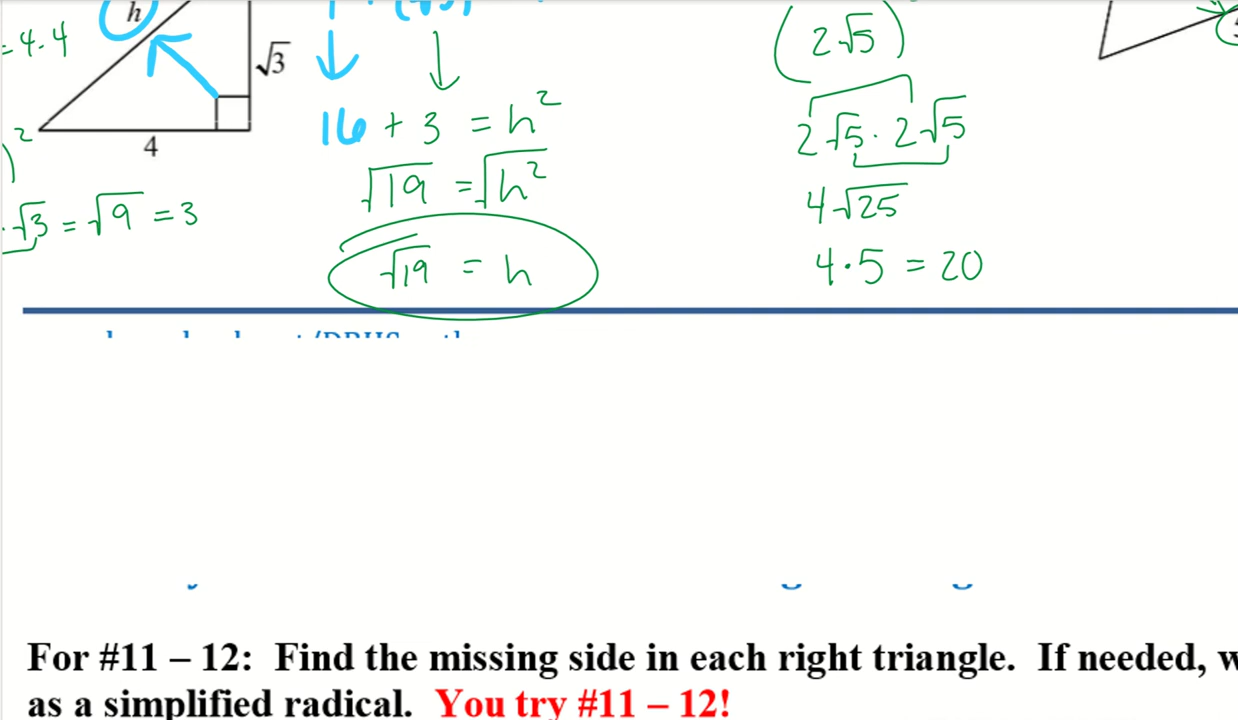 = 4·4
h
√3
4
2
)²
·√3 = √9 = 3
16 + 3 = h²
√19 = √h²
√19 = h
(2√5)
2√5 · 2√5
4√25
4·5 = 20
For #11 – 12: Find the missing side in each right triangle. If needed, w
as a simplified radical. You try #11 – 12!